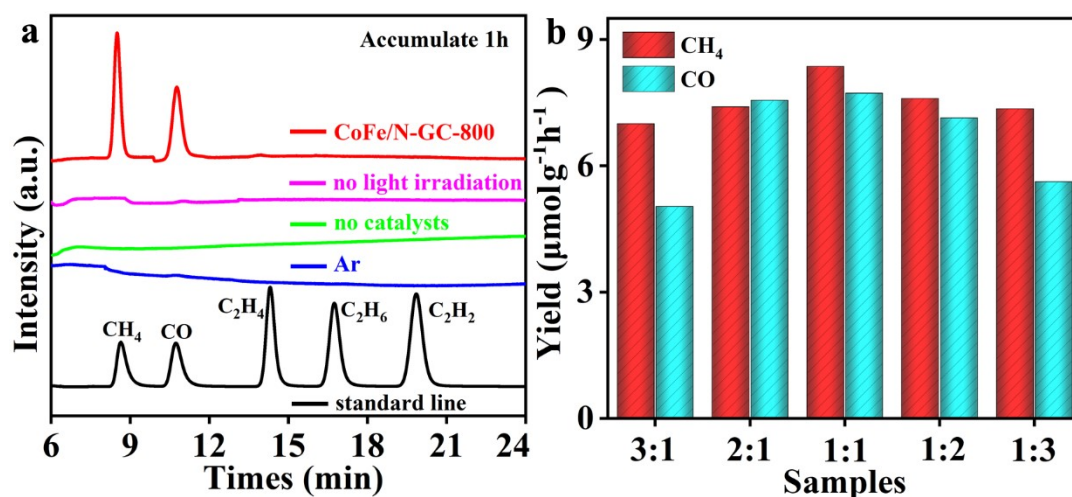 a
Accumulate 1h
CoFe/N-GC-800
no light irradiation
no catalysts
Ar
CH₄
CO
C₂H₄
C₂H₆
C₂H₂
standard line
Intensity (a.u.)
6 9 12 15 18 21 24
Times (min)
b
CH₄
CO
Yield (μmolg⁻¹h⁻¹)
9
6
3
0
3:1 2:1 1:1 1:2 1:3
Samples